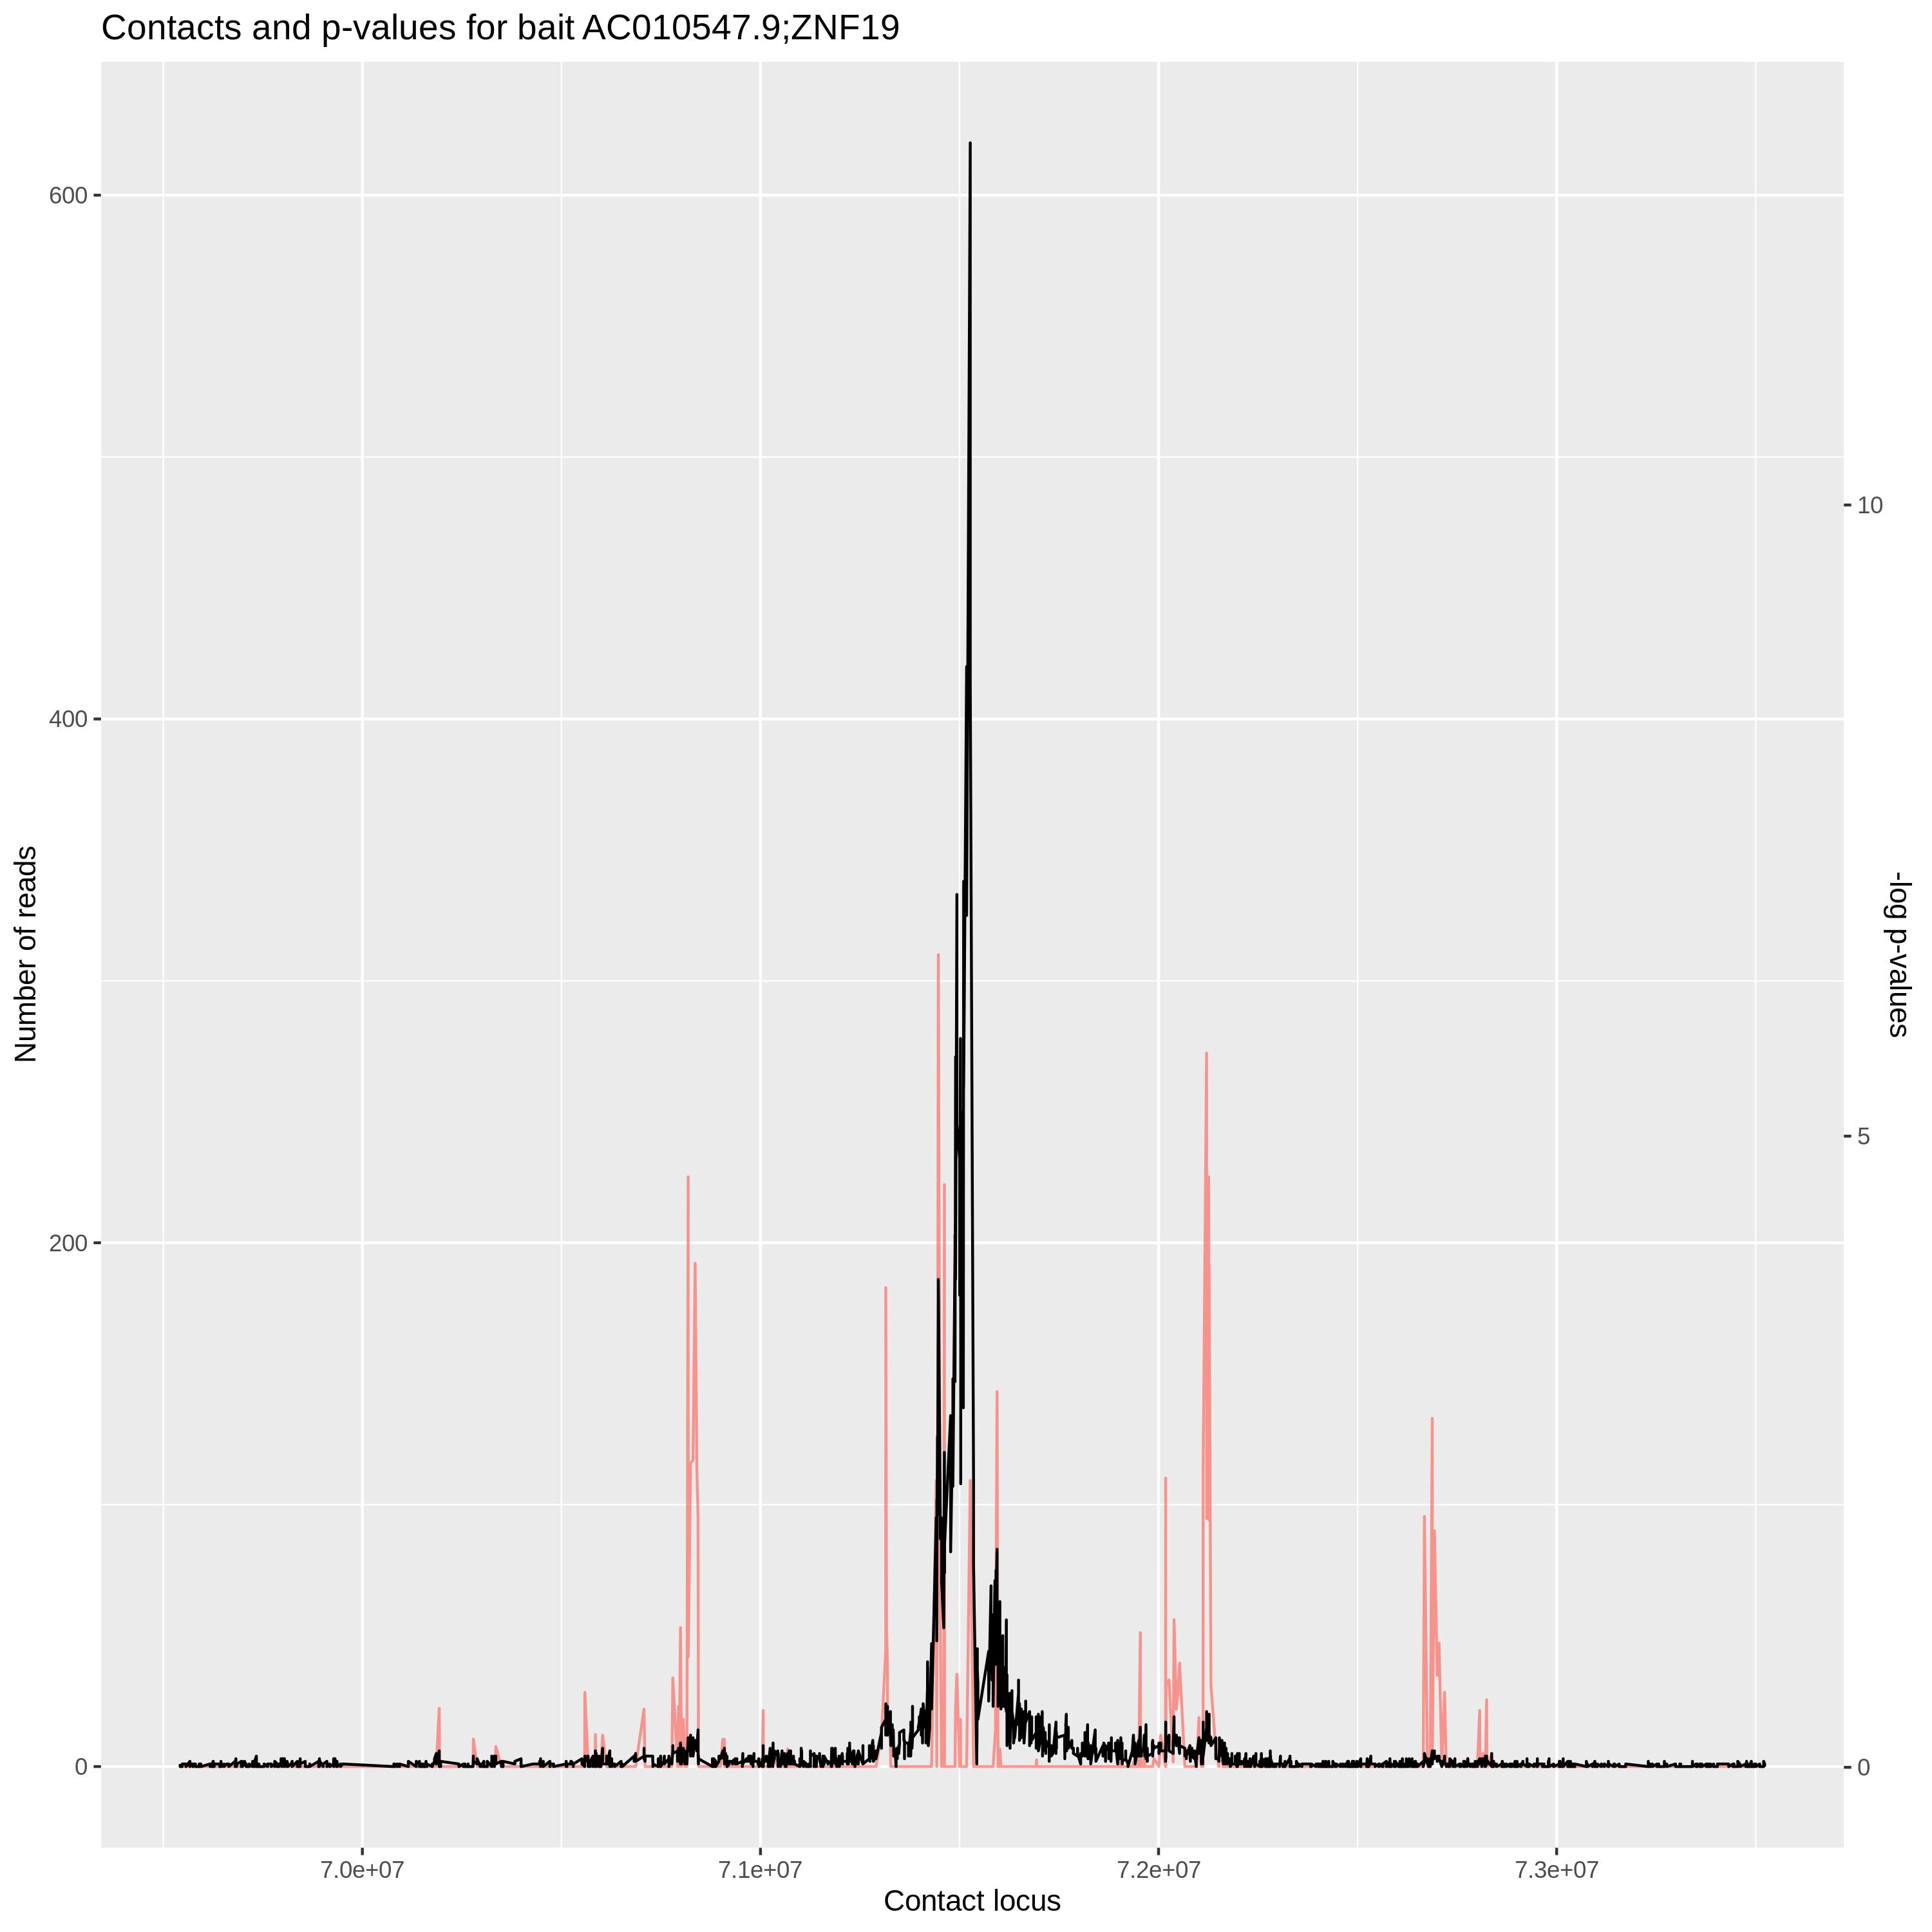 Contacts and p-values for bait AC010547.9;ZNF19
600
400
200
0
Number of reads
10
5
0
-log p-values
7.0e+07
7.1e+07
7.2e+07
7.3e+07
Contact locus